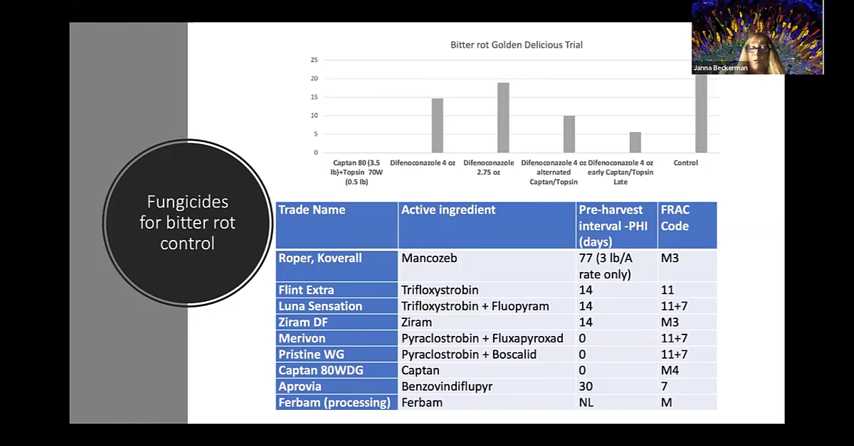 Janna Beckerman
Bitter rot Golden Delicious Trial
25
20
15
10
5
0
Captan 80 (3.5
lb)+Topsin 70W
(0.5 lb)
Difenoconazole 4 oz
Difenoconazole
2.75 oz
Difenoconazole 4 oz
alternated
Captan/Topsin
Difenoconazole 4 oz
early Captan/Topsin
Late
Control
Fungicides
for bitter rot
control
Trade Name Active ingredient Pre-harvest interval -PHI (days) FRAC Code
Roper, Koverall Mancozeb 77 (3 lb/A rate only) M3
Flint Extra Trifloxystrobin 14 11
Luna Sensation Trifloxystrobin + Fluopyram 14 11+7
Ziram DF Ziram 14 M3
Merivon Pyraclostrobin + Fluxapyroxad 0 11+7
Pristine WG Pyraclostrobin + Boscalid 0 11+7
Captan 80WDG Captan 0 M4
Aprovia Benzovindiflupyr 30 7
Ferbam (processing) Ferbam NL M